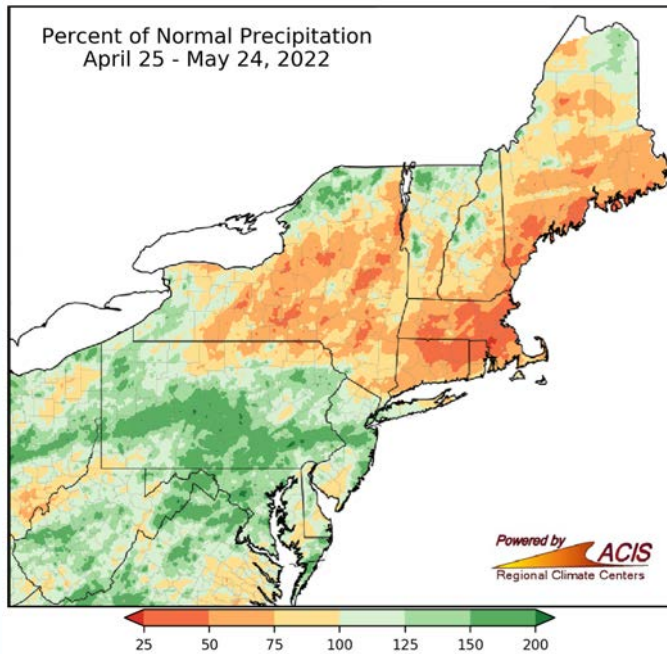 Percent of Normal Precipitation
April 25 - May 24, 2022
Powered by
ACIS
Regional Climate Centers
25 50 75 100 125 150 200